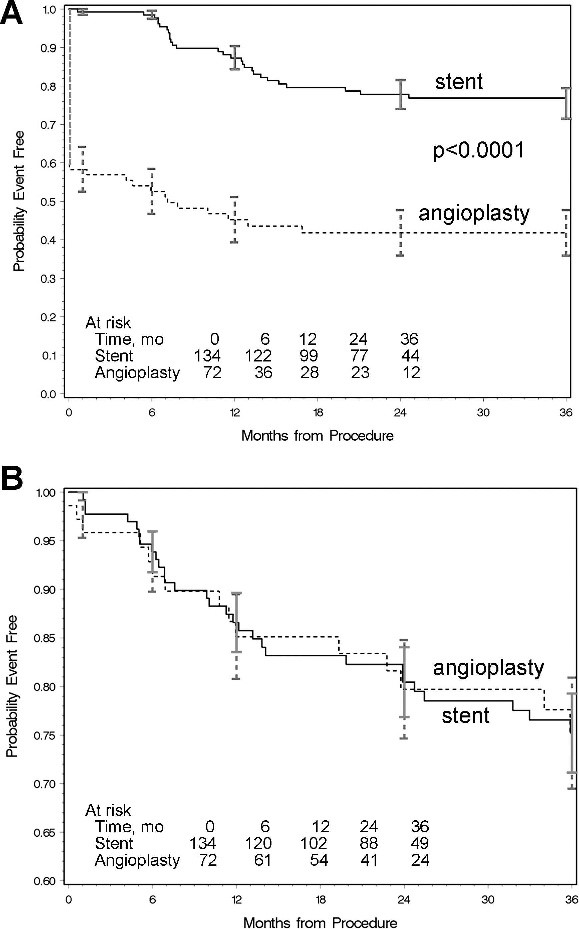 A
1.0
0.9
0.8
0.7
0.6
0.5
0.4
0.3
0.2
0.1
0.0
Probability Event Free
stent
p<0.0001
angioplasty
At risk
Time, mo 0 6 12 24 36
Stent 134 122 99 77 44
Angioplasty 72 36 28 23 12
0 6 12 18 24 30 36
Months from Procedure
B
1.00
0.95
0.90
0.85
0.80
0.75
0.70
0.65
0.60
Probability Event Free
angioplasty
stent
At risk
Time, mo 0 6 12 24 36
Stent 134 120 102 88 49
Angioplasty 72 61 54 41 24
0 6 12 18 24 30 36
Months from Procedure